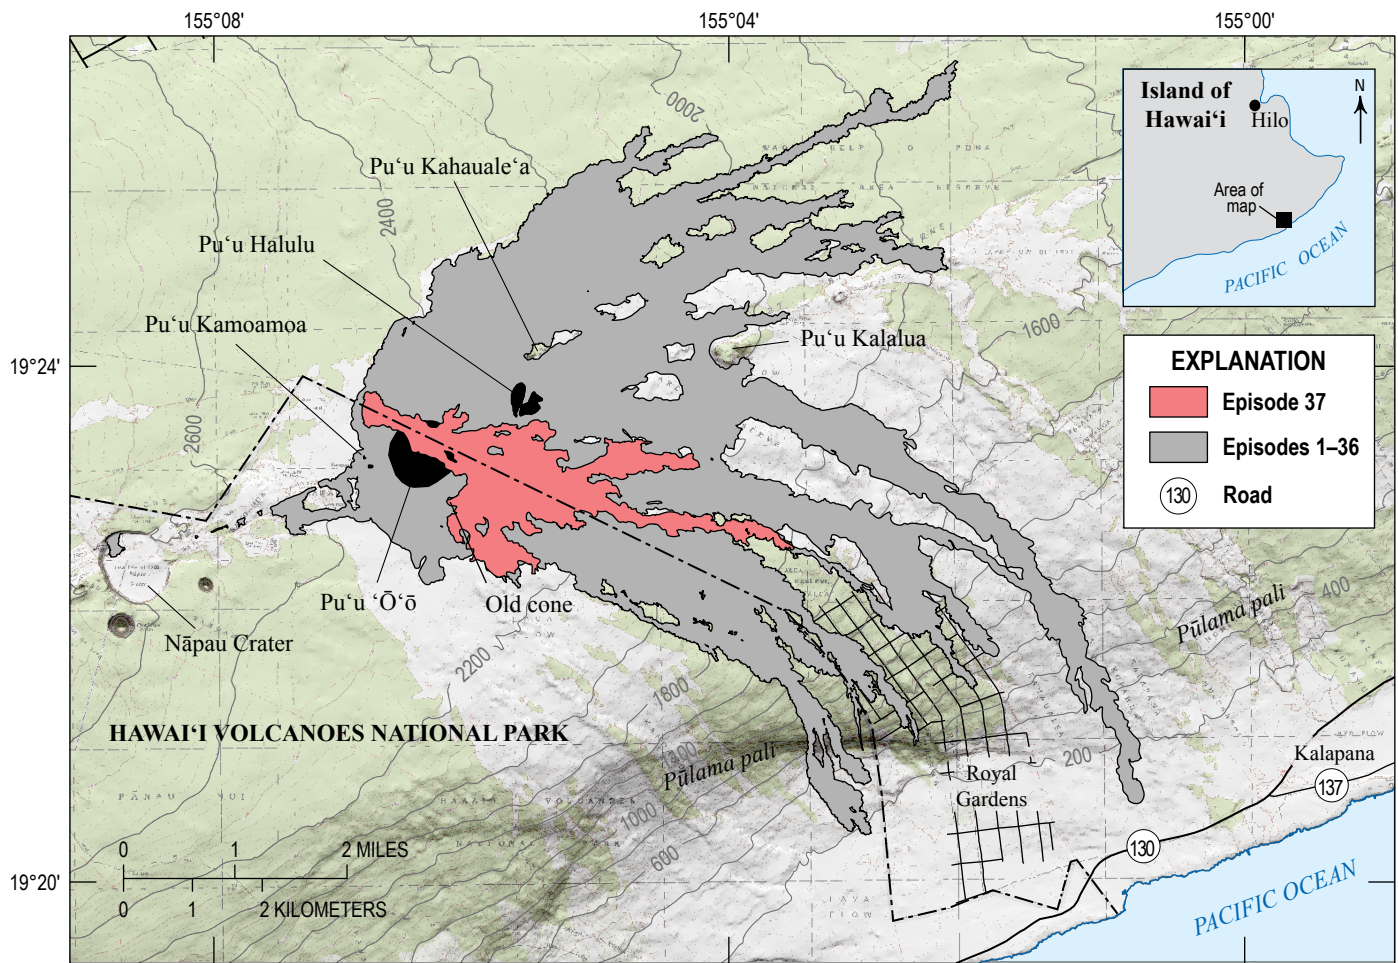 155°08'
155°04'
155°00'
Island of
Hawai‘i
Hilo
N
Area of
map
PACIFIC OCEAN
2000
Pu‘u Kahauale‘a
2400
Pu‘u Halulu
Pu‘u Kamoamoa
1600
Pu‘u Kalalua
19°24'
EXPLANATION
Episode 37
Episodes 1–36
130 Road
2600
Pu‘u ‘Ō‘ō
Old cone
Nāpau Crater
2200
1800
Pūlama pali
400
HAWAI‘I VOLCANOES NATIONAL PARK
Pūlama pali
200
Kalapana
137
Royal
Gardens
1000
600
130
0 1 2 MILES
0 1 2 KILOMETERS
19°20'
PACIFIC OCEAN